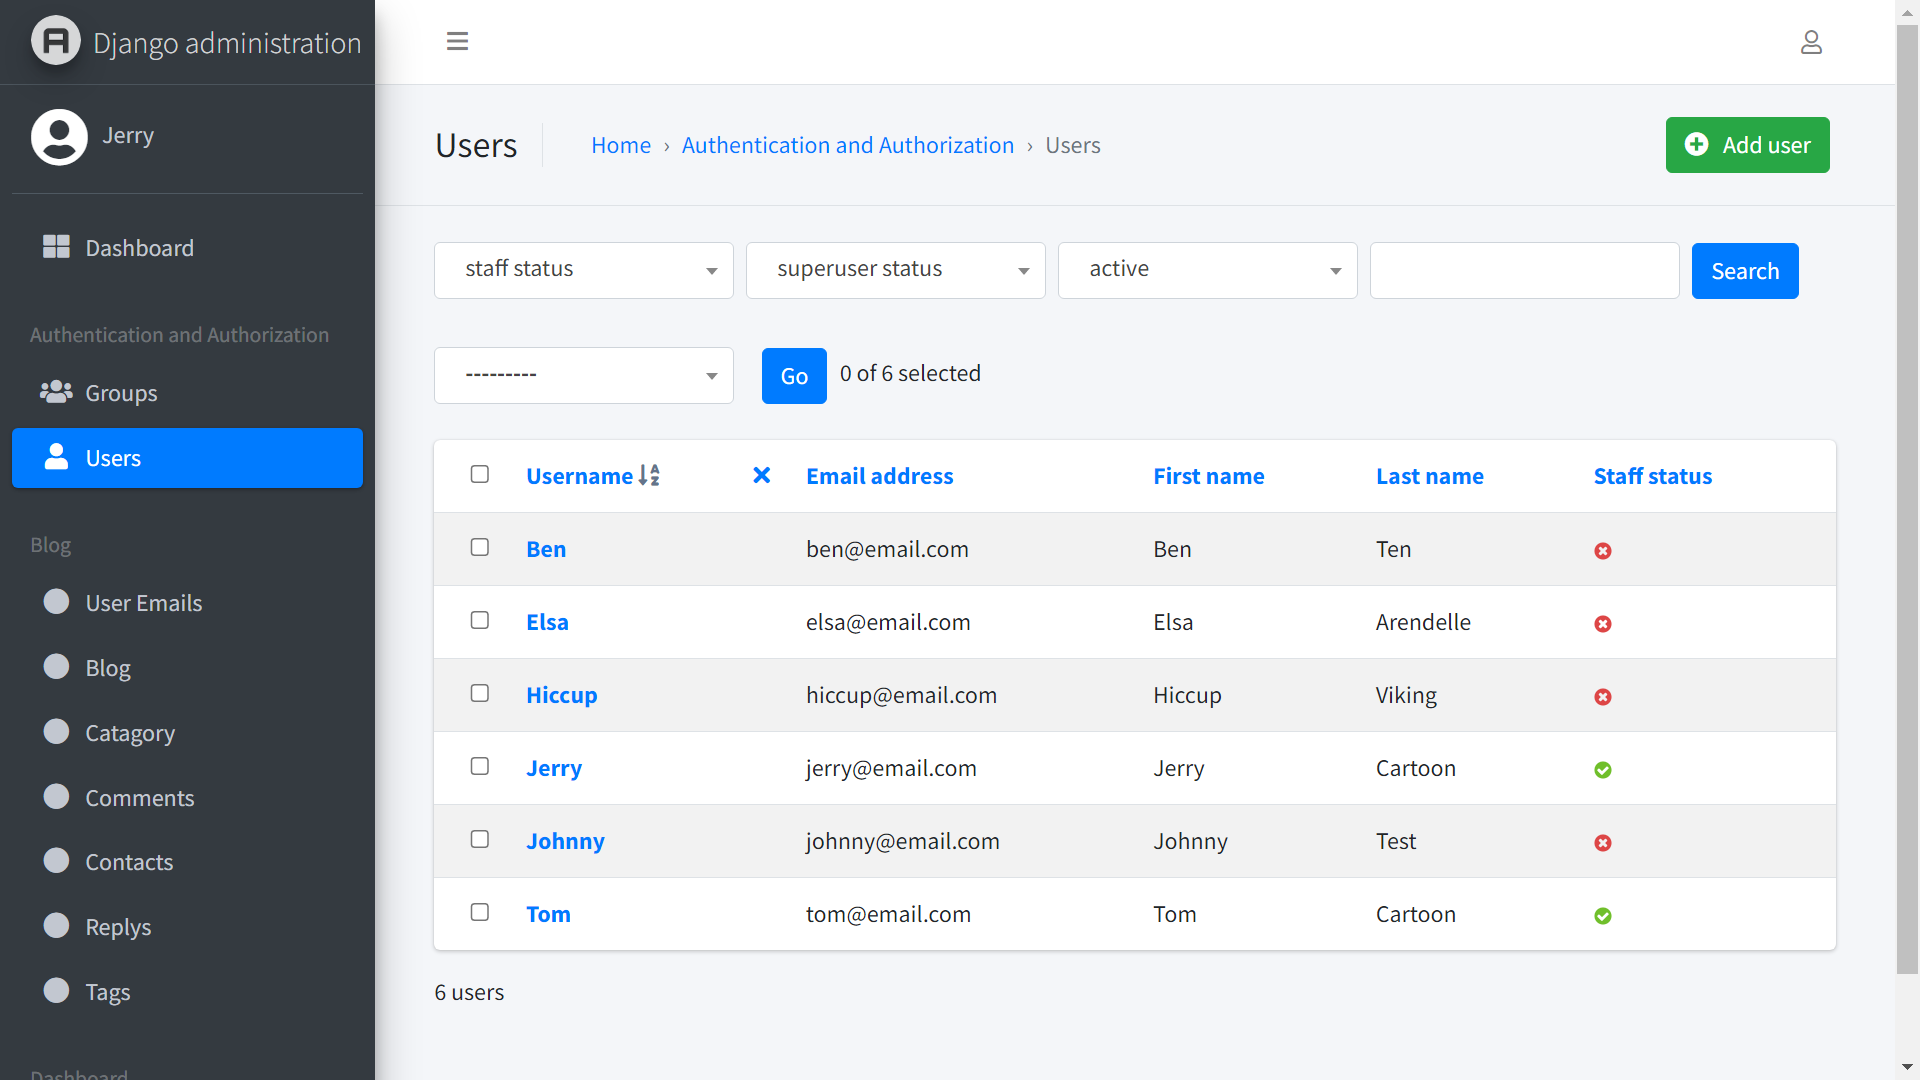 Django administration
Jerry
Dashboard
Authentication and Authorization
Groups
Users
Blog
User Emails
Blog
Catagory
Comments
Contacts
Replys
Tags
Dashboard
Users
Home › Authentication and Authorization › Users
Add user
staff status
superuser status
active
Search
---------
Go
0 of 6 selected
Username Email address First name Last name Staff status
Ben ben@email.com Ben Ten
Elsa elsa@email.com Elsa Arendelle
Hiccup hiccup@email.com Hiccup Viking
Jerry jerry@email.com Jerry Cartoon
Johnny johnny@email.com Johnny Test
Tom tom@email.com Tom Cartoon
6 users